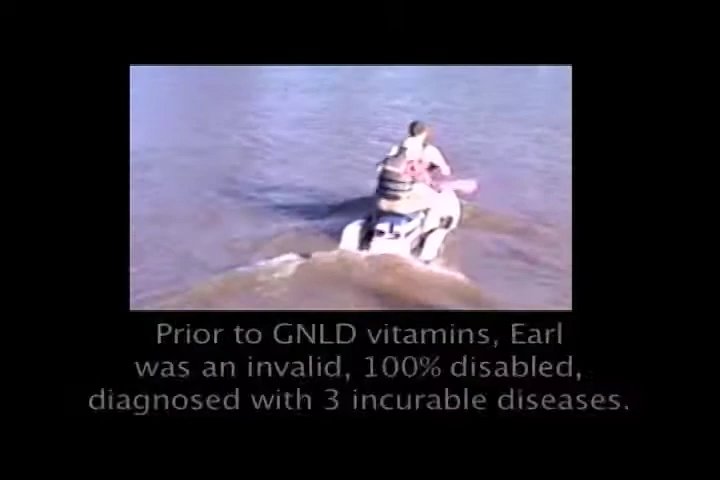 Prior to GNLD vitamins, Earl
was an invalid, 100% disabled,
diagnosed with 3 incurable diseases.